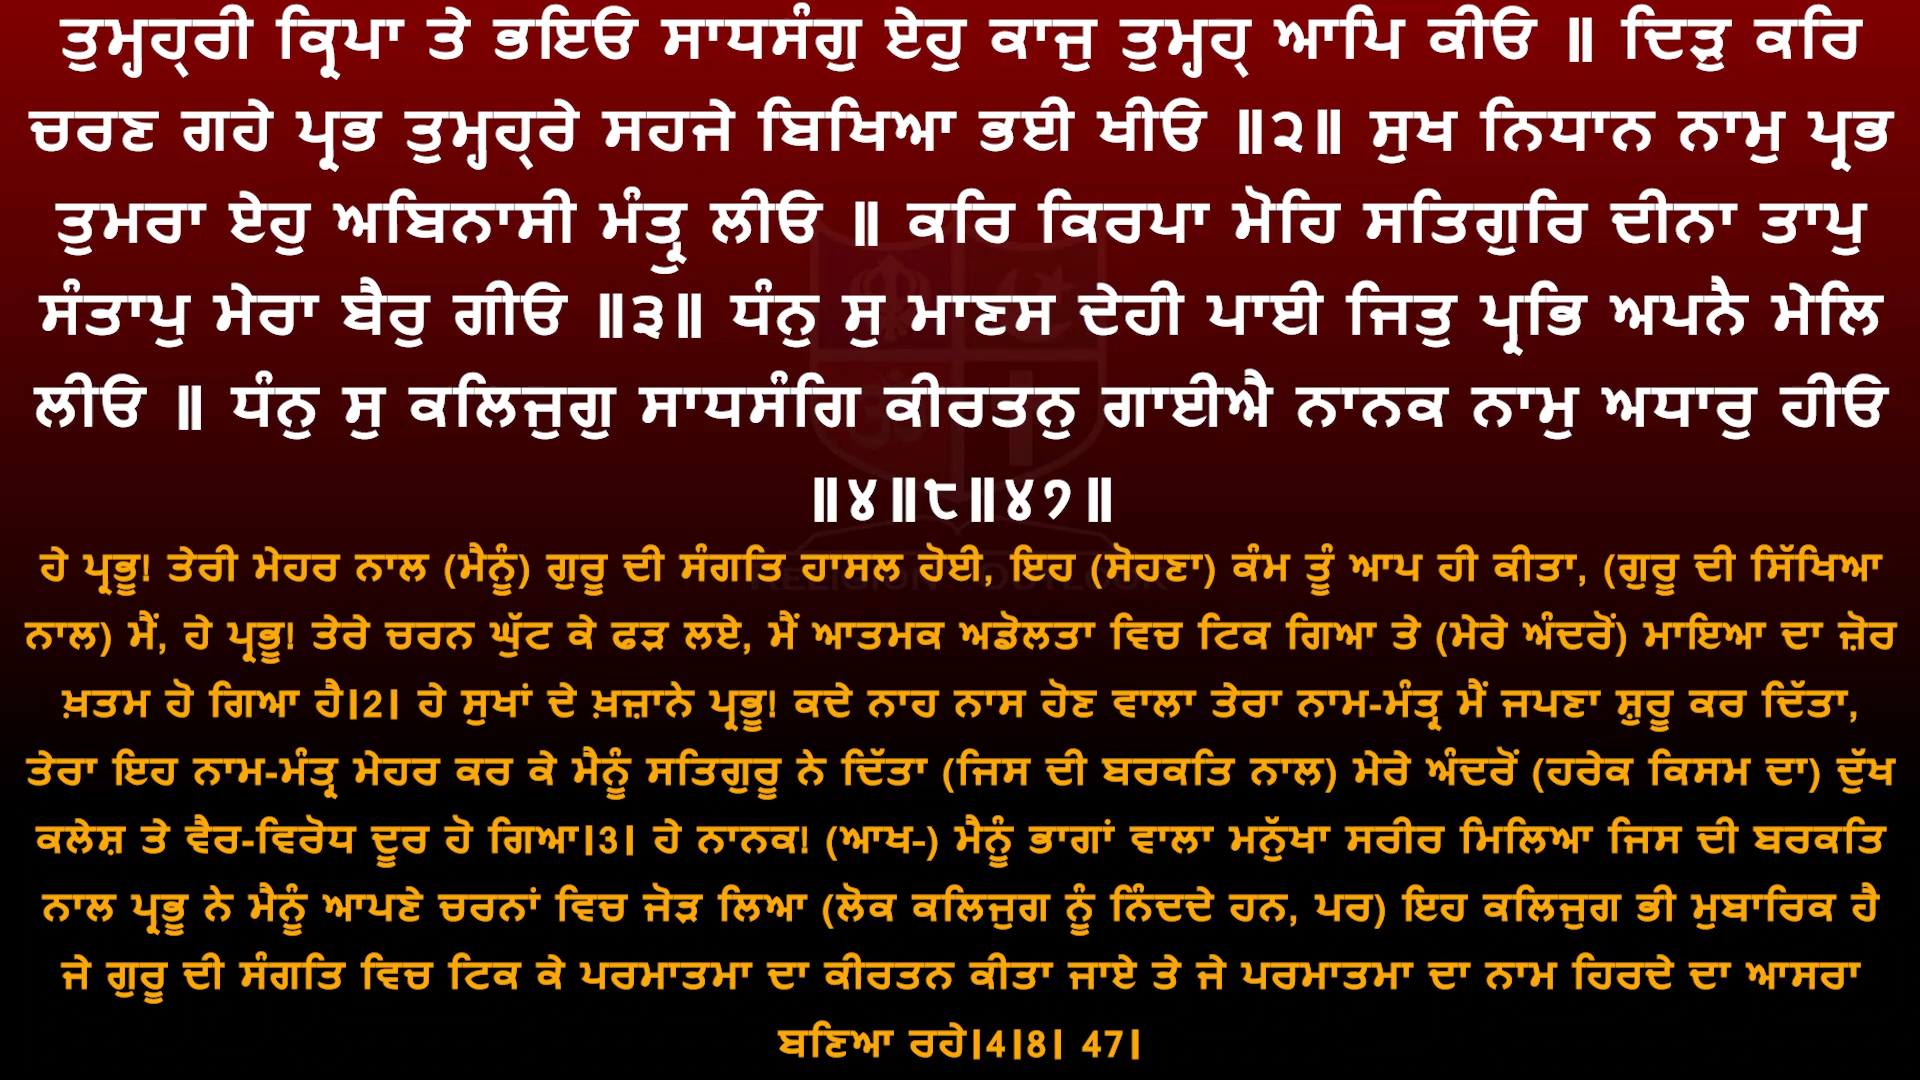 ਤੁਮ੍ਹਹ੍ਰੀ ਕ੍ਰਿਪਾ ਤੇ ਭਇਓ ਸਾਧਸੰਗੁ ਏਹੁ ਕਾਜੁ ਤੁਮ੍ਹਹ੍ ਆਪਿ ਕੀਓ ॥ ਦਿੜੁ ਕਰਿ
ਚਰਣ ਗਹੇ ਪ੍ਰਭ ਤੁਮ੍ਹਹ੍ਰੇ ਸਹਜੇ ਬਿਖਿਆ ਭਈ ਖੀਓ ॥੨॥ ਸੁਖ ਨਿਧਾਨ ਨਾਮੁ ਪ੍ਰਭ
ਤੁਮਰਾ ਏਹੁ ਅਬਿਨਾਸੀ ਮੰਤ੍ਰੁ ਲੀਓ ॥ ਕਰਿ ਕਿਰਪਾ ਮੋਹਿ ਸਤਿਗੁਰਿ ਦੀਨਾ ਤਾਪੁ
ਸੰਤਾਪੁ ਮੇਰਾ ਬੈਰੁ ਗੀਓ ॥੩॥ ਧੰਨੁ ਸੁ ਮਾਣਸ ਦੇਹੀ ਪਾਈ ਜਿਤੁ ਪ੍ਰਭਿ ਅਪਨੈ ਮੇਲਿ
ਲੀਓ ॥ ਧੰਨੁ ਸੁ ਕਲਿਜੁਗੁ ਸਾਧਸੰਗਿ ਕੀਰਤਨੁ ਗਾਈਐ ਨਾਨਕ ਨਾਮੁ ਅਧਾਰੁ ਹੀਓ
॥੪॥੮॥੪੭॥
ਹੇ ਪ੍ਰਭੂ! ਤੇਰੀ ਮੇਹਰ ਨਾਲ (ਮੈਨੂੰ) ਗੁਰੂ ਦੀ ਸੰਗਤਿ ਹਾਸਲ ਹੋਈ, ਇਹ (ਸੋਹਣਾ) ਕੰਮ ਤੂੰ ਆਪ ਹੀ ਕੀਤਾ, (ਗੁਰੂ ਦੀ ਸਿੱਖਿਆ
ਨਾਲ) ਮੈਂ, ਹੇ ਪ੍ਰਭੂ! ਤੇਰੇ ਚਰਨ ਘੁੱਟ ਕੇ ਫੜ ਲਏ, ਮੈਂ ਆਤਮਕ ਅਡੋਲਤਾ ਵਿਚ ਟਿਕ ਗਿਆ ਤੇ (ਮੇਰੇ ਅੰਦਰੋਂ) ਮਾਇਆ ਦਾ ਜ਼ੋਰ
ਖ਼ਤਮ ਹੋ ਗਿਆ ਹੈ।2। ਹੇ ਸੁਖਾਂ ਦੇ ਖ਼ਜ਼ਾਨੇ ਪ੍ਰਭੂ! ਕਦੇ ਨਾਹ ਨਾਸ ਹੋਣ ਵਾਲਾ ਤੇਰਾ ਨਾਮ-ਮੰਤ੍ਰ ਮੈਂ ਜਪਣਾ ਸ਼ੁਰੂ ਕਰ ਦਿੱਤਾ,
ਤੇਰਾ ਇਹ ਨਾਮ-ਮੰਤ੍ਰ ਮੇਹਰ ਕਰ ਕੇ ਮੈਨੂੰ ਸਤਿਗੁਰੂ ਨੇ ਦਿੱਤਾ (ਜਿਸ ਦੀ ਬਰਕਤਿ ਨਾਲ) ਮੇਰੇ ਅੰਦਰੋਂ (ਹਰੇਕ ਕਿਸਮ ਦਾ) ਦੁੱਖ
ਕਲੇਸ਼ ਤੇ ਵੈਰ-ਵਿਰੋਧ ਦੂਰ ਹੋ ਗਿਆ।3। ਹੇ ਨਾਨਕ! (ਆਖ-) ਮੈਨੂੰ ਭਾਗਾਂ ਵਾਲਾ ਮਨੁੱਖਾ ਸਰੀਰ ਮਿਲਿਆ ਜਿਸ ਦੀ ਬਰਕਤਿ
ਨਾਲ ਪ੍ਰਭੂ ਨੇ ਮੈਨੂੰ ਆਪਣੇ ਚਰਨਾਂ ਵਿਚ ਜੋੜ ਲਿਆ (ਲੋਕ ਕਲਿਜੁਗ ਨੂੰ ਨਿੰਦਦੇ ਹਨ, ਪਰ) ਇਹ ਕਲਿਜੁਗ ਭੀ ਮੁਬਾਰਿਕ ਹੈ
ਜੇ ਗੁਰੂ ਦੀ ਸੰਗਤਿ ਵਿਚ ਟਿਕ ਕੇ ਪਰਮਾਤਮਾ ਦਾ ਕੀਰਤਨ ਕੀਤਾ ਜਾਏ ਤੇ ਜੇ ਪਰਮਾਤਮਾ ਦਾ ਨਾਮ ਹਿਰਦੇ ਦਾ ਆਸਰਾ
ਬਣਿਆ ਰਹੇ।4।8। 47।